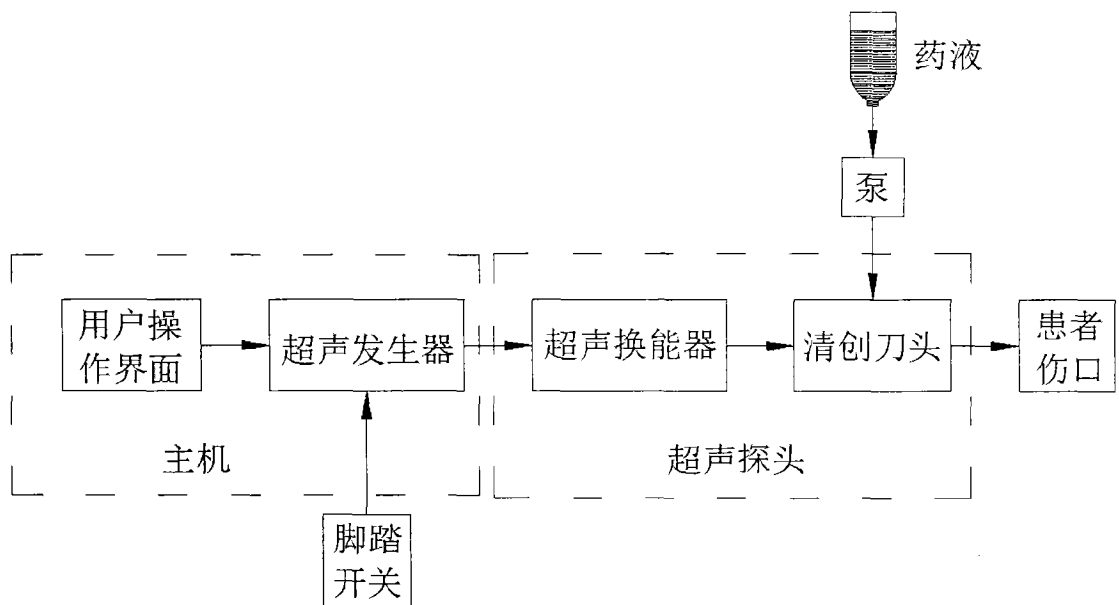 药液
泵
用户操
作界面
超声发生器
超声换能器
清创刀头
患者
伤口
主机
超声探头
脚踏
开关